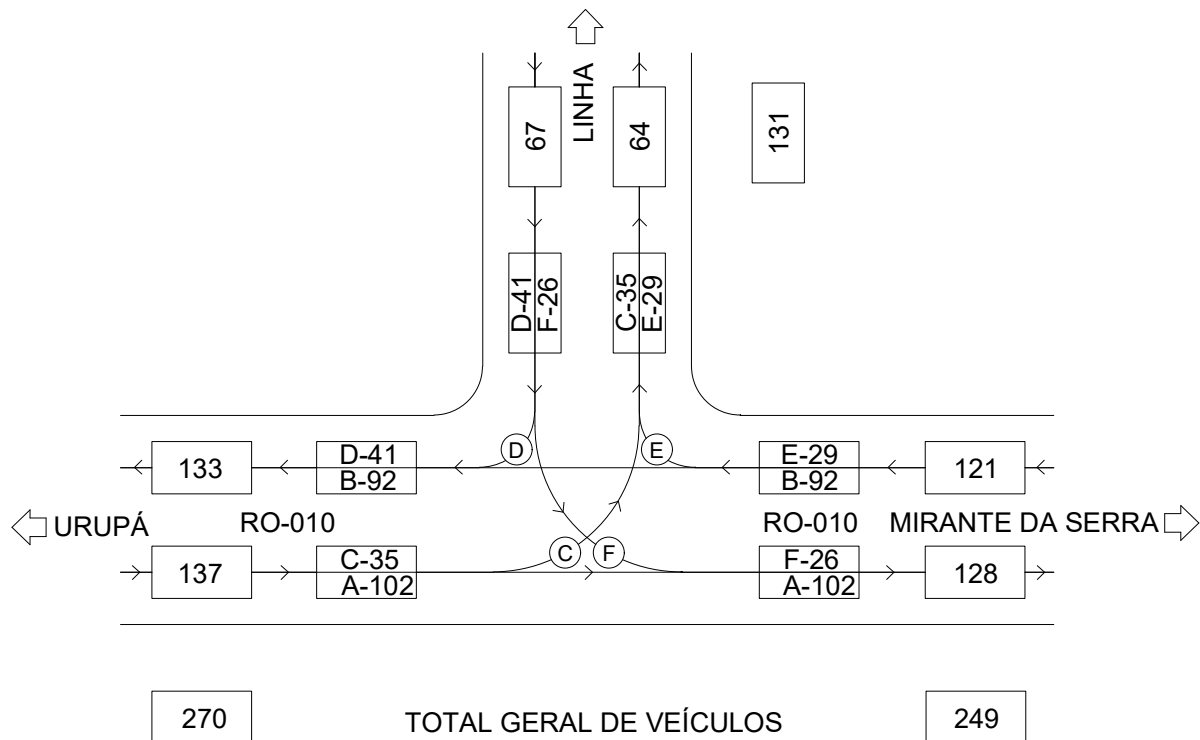 LINHA
67
64
131
D-41
F-26
C-35
E-29
D
E
133
D-41
B-92
E-29
B-92
121
URUPÁ
RO-010
RO-010
MIRANTE DA SERRA
137
C-35
A-102
C
F
F-26
A-102
128
270
TOTAL GERAL DE VEÍCULOS
249